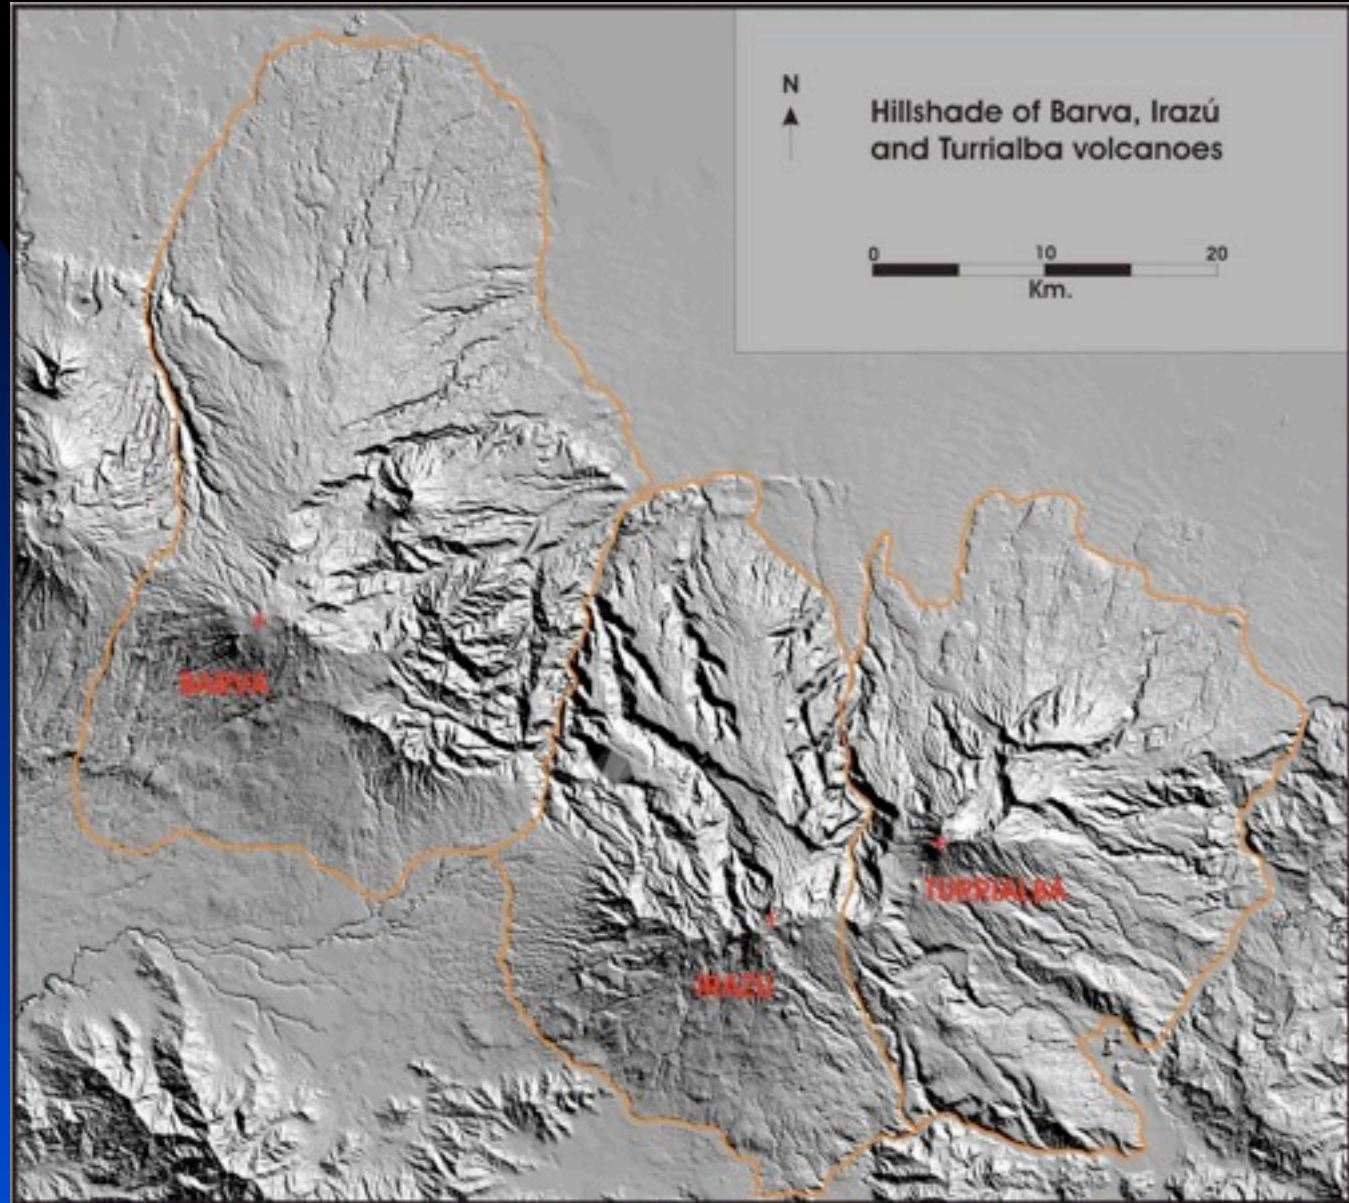 N
Hillshade of Barva, Irazú
and Turrialba volcanoes
0 10 20
Km.
BARVA
TURRIALBA
IRAZU